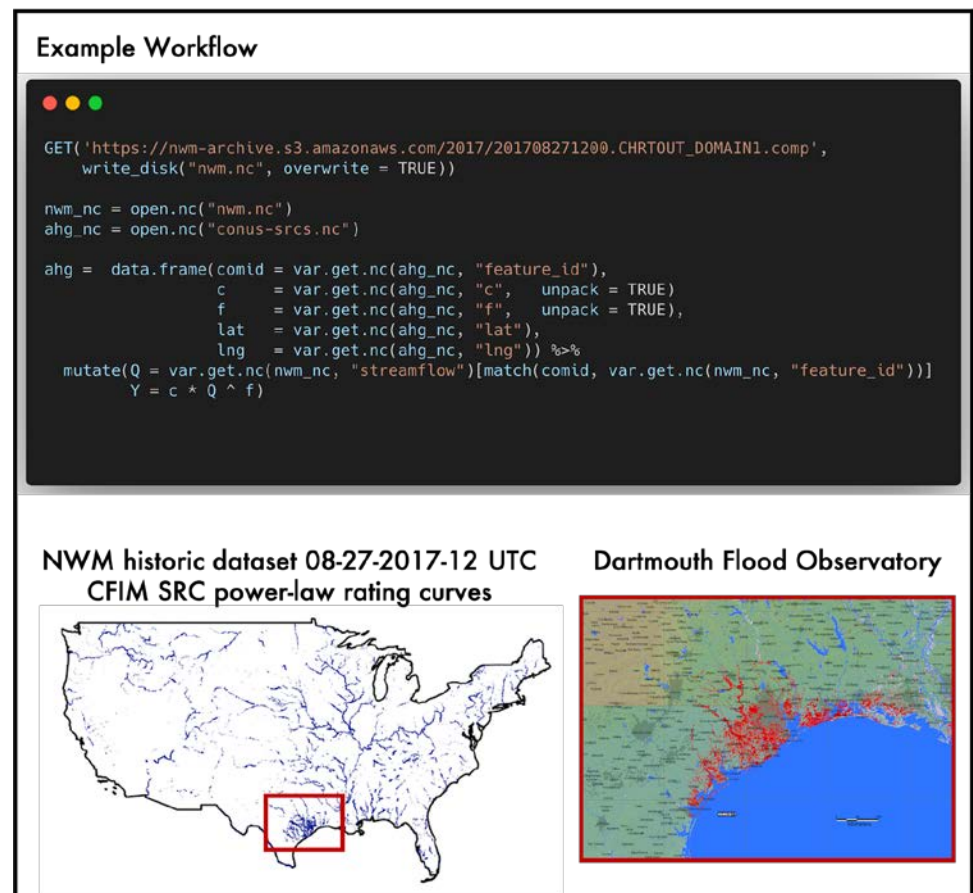 Example Workflow
GET('https://nwm-archive.s3.amazonaws.com/2017/201708271200.CHRTOUT_DOMAIN1.comp',
write_disk("nwm.nc", overwrite = TRUE))
nwm_nc = open.nc("nwm.nc")
ahg_nc = open.nc("conus-srcs.nc")
ahg = data.frame(comid = var.get.nc(ahg_nc, "feature_id"),
c = var.get.nc(ahg_nc, "c", unpack = TRUE)
f = var.get.nc(ahg_nc, "f", unpack = TRUE),
lat = var.get.nc(ahg_nc, "lat"),
lng = var.get.nc(ahg_nc, "lng")) %>%
mutate(Q = var.get.nc(nwm_nc, "streamflow")[match(comid, var.get.nc(nwm_nc, "feature_id"))]
Y = c * Q ^ f)
NWM historic dataset 08-27-2017-12 UTC
CFIM SRC power-law rating curves
Dartmouth Flood Observatory